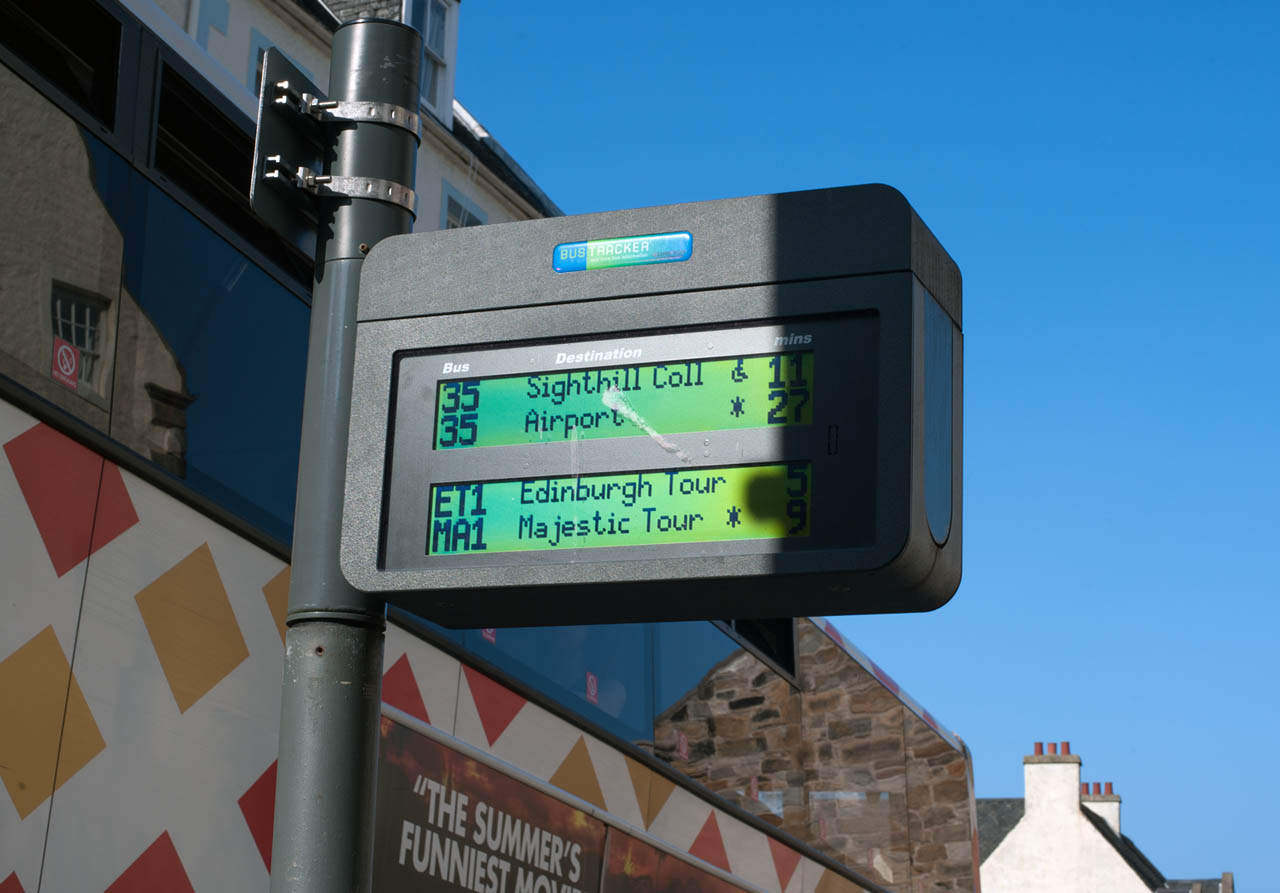 BUSTRACKER
Bus Destination mins
35 Sighthill Coll 11
35 Airport * 27
ET1 Edinburgh Tour 5
MA1 Majestic Tour * 9
"THE SUMMER'S
FUNNIEST MOVIE